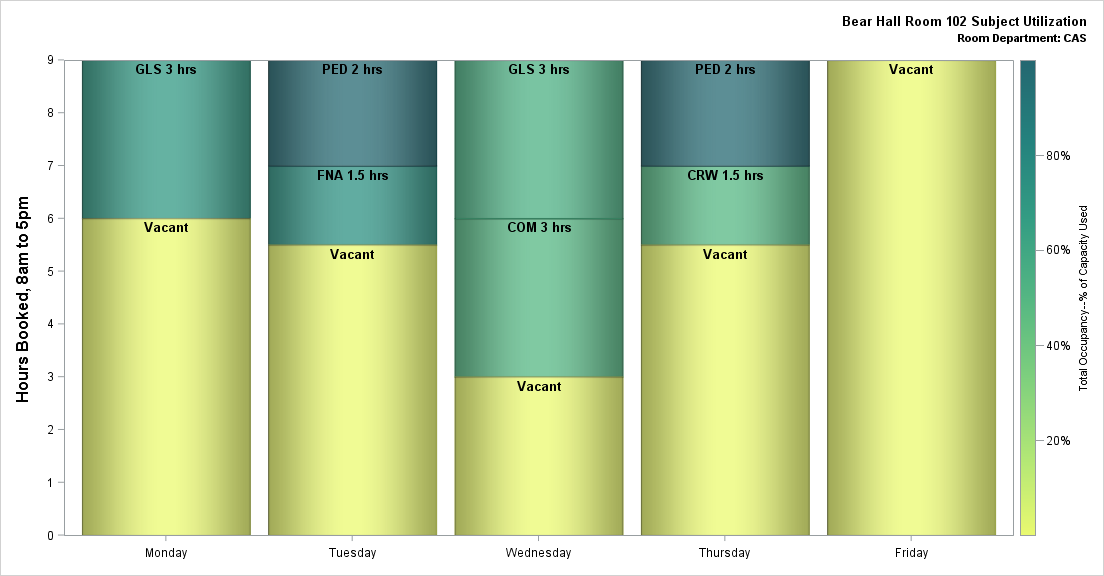 Bear Hall Room 102 Subject Utilization
Room Department: CAS
Hours Booked, 8am to 5pm
9
8
7
6
5
4
3
2
1
0
GLS 3 hrs
Vacant
PED 2 hrs
FNA 1.5 hrs
Vacant
GLS 3 hrs
COM 3 hrs
Vacant
PED 2 hrs
CRW 1.5 hrs
Vacant
Vacant
Monday
Tuesday
Wednesday
Thursday
Friday
80%
60%
40%
20%
Total Occupancy--% of Capacity Used